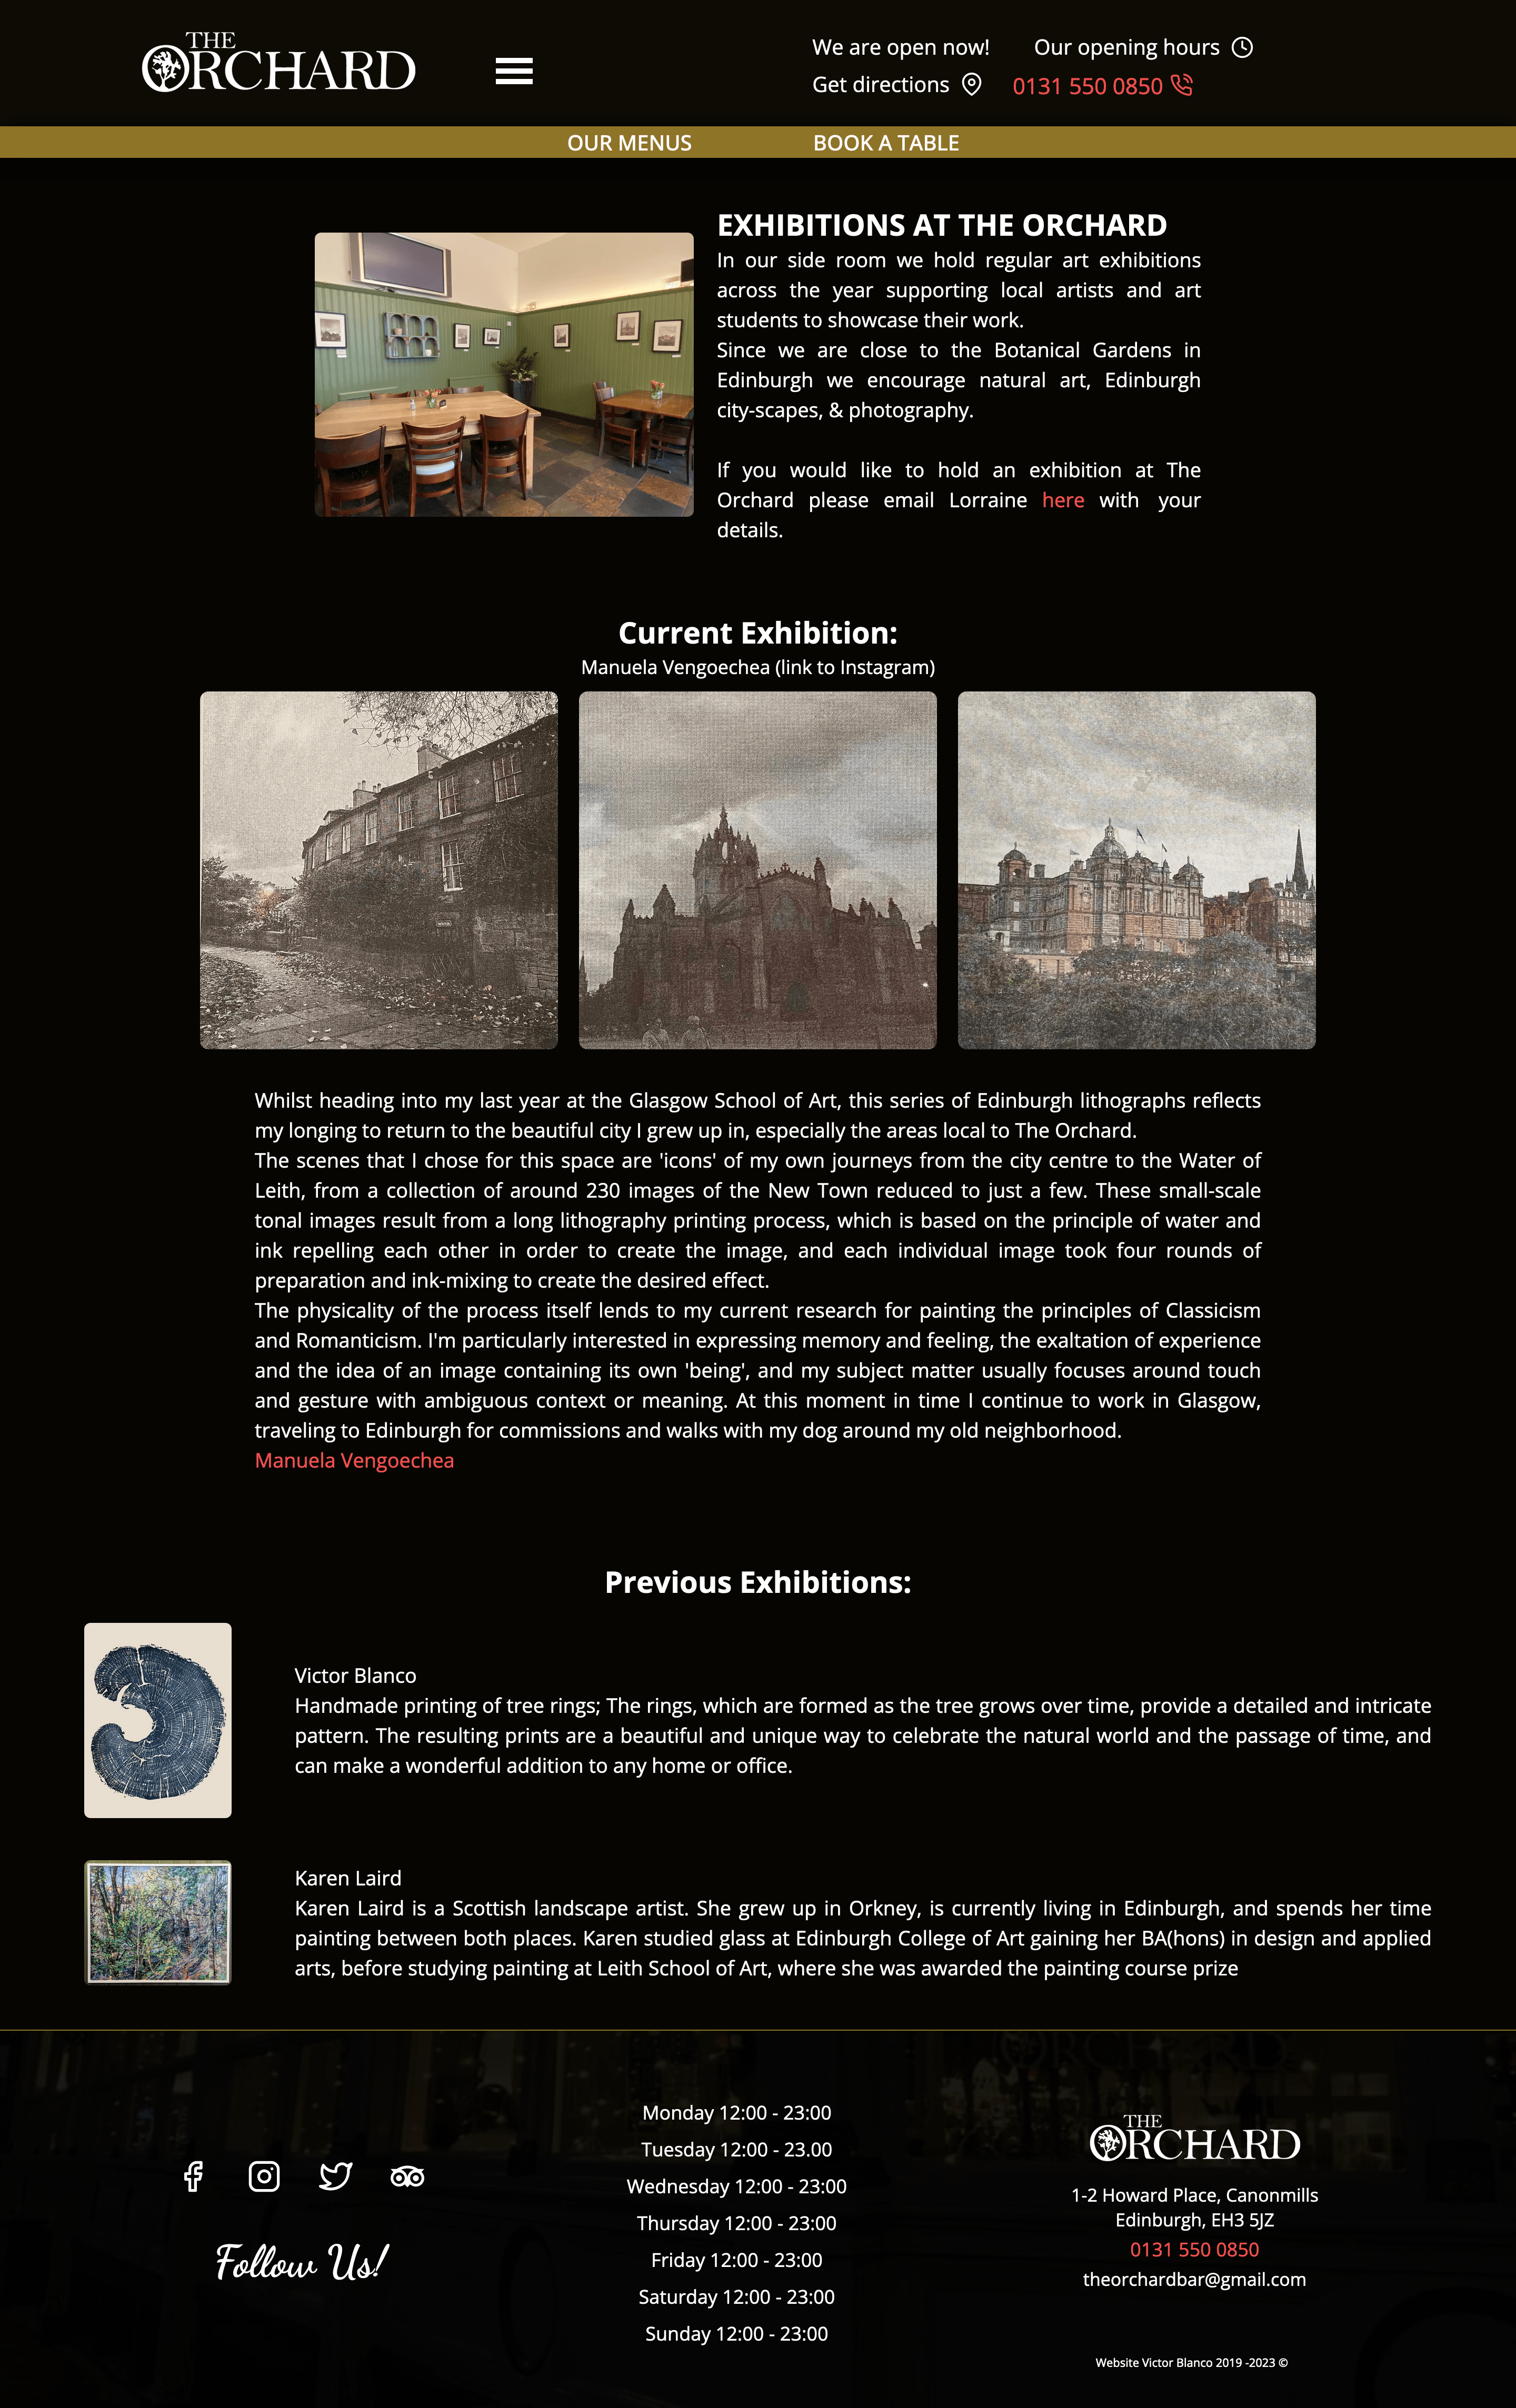 THE
ORCHARD
We are open now! Our opening hours
Get directions 0131 550 0850
OUR MENUS BOOK A TABLE
EXHIBITIONS AT THE ORCHARD
In our side room we hold regular art exhibitions
across the year supporting local artists and art
students to showcase their work.
Since we are close to the Botanical Gardens in
Edinburgh we encourage natural art, Edinburgh
city-scapes, & photography.
If you would like to hold an exhibition at The
Orchard please email Lorraine here with your
details.
Current Exhibition:
Manuela Vengoechea (link to Instagram)
Whilst heading into my last year at the Glasgow School of Art, this series of Edinburgh lithographs reflects
my longing to return to the beautiful city I grew up in, especially the areas local to The Orchard.
The scenes that I chose for this space are 'icons' of my own journeys from the city centre to the Water of
Leith, from a collection of around 230 images of the New Town reduced to just a few. These small-scale
tonal images result from a long lithography printing process, which is based on the principle of water and
ink repelling each other in order to create the image, and each individual image took four rounds of
preparation and ink-mixing to create the desired effect.
The physicality of the process itself lends to my current research for painting the principles of Classicism
and Romanticism. I'm particularly interested in expressing memory and feeling, the exaltation of experience
and the idea of an image containing its own 'being', and my subject matter usually focuses around touch
and gesture with ambiguous context or meaning. At this moment in time I continue to work in Glasgow,
traveling to Edinburgh for commissions and walks with my dog around my old neighborhood.
Manuela Vengoechea
Previous Exhibitions:
Victor Blanco
Handmade printing of tree rings; The rings, which are formed as the tree grows over time, provide a detailed and intricate
pattern. The resulting prints are a beautiful and unique way to celebrate the natural world and the passage of time, and
can make a wonderful addition to any home or office.
Karen Laird
Karen Laird is a Scottish landscape artist. She grew up in Orkney, is currently living in Edinburgh, and spends her time
painting between both places. Karen studied glass at Edinburgh College of Art gaining her BA(hons) in design and applied
arts, before studying painting at Leith School of Art, where she was awarded the painting course prize
Follow Us!
Monday 12:00 - 23:00
Tuesday 12:00 - 23.00
Wednesday 12:00 - 23:00
Thursday 12:00 - 23:00
Friday 12:00 - 23:00
Saturday 12:00 - 23:00
Sunday 12:00 - 23:00
THE
ORCHARD
1-2 Howard Place, Canonmills
Edinburgh, EH3 5JZ
0131 550 0850
theorchardbar@gmail.com
Website Victor Blanco 2019 -2023 ©